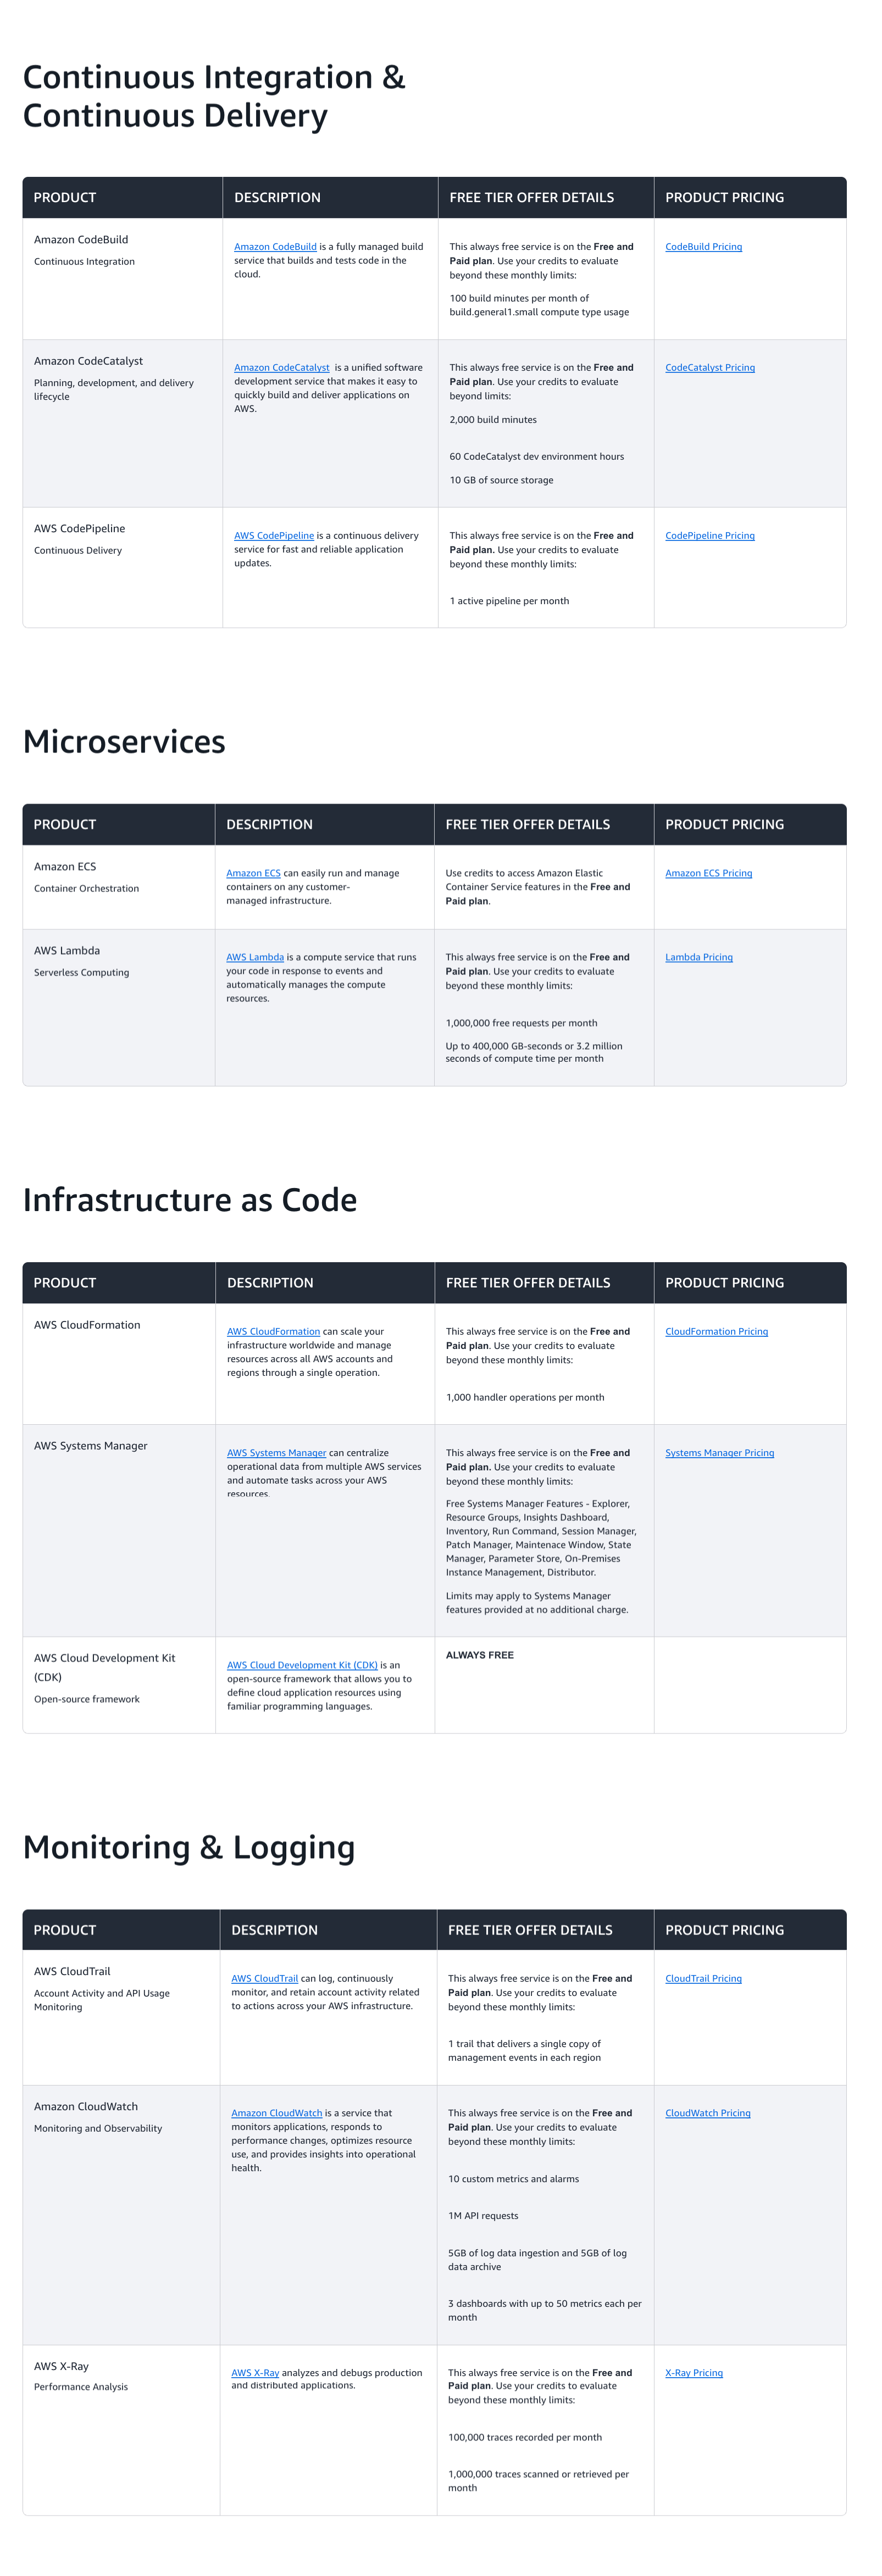 Continuous Integration &
Continuous Delivery
PRODUCT
DESCRIPTION
FREE TIER OFFER DETAILS
PRODUCT PRICING
Amazon CodeBuild
Continuous Integration
Amazon CodeBuild is a fully managed build
service that builds and tests code in the
cloud.
This always free service is on the Free and
Paid plan. Use your credits to evaluate
beyond these monthly limits:
100 build minutes per month of
build.general1.small compute type usage
CodeBuild Pricing
Amazon CodeCatalyst
Planning, development, and delivery
lifecycle
Amazon CodeCatalyst  is a unified software
development service that makes it easy to
quickly build and deliver applications on
AWS.
This always free service is on the Free and
Paid plan. Use your credits to evaluate
beyond limits:
2,000 build minutes
60 CodeCatalyst dev environment hours
10 GB of source storage
CodeCatalyst Pricing
AWS CodePipeline
Continuous Delivery
AWS CodePipeline is a continuous delivery
service for fast and reliable application
updates.
This always free service is on the Free and
Paid plan. Use your credits to evaluate
beyond these monthly limits:
1 active pipeline per month
CodePipeline Pricing
Microservices
PRODUCT
DESCRIPTION
FREE TIER OFFER DETAILS
PRODUCT PRICING
Amazon ECS
Container Orchestration
Amazon ECS can easily run and manage
containers on any customer-
managed infrastructure.
Use credits to access Amazon Elastic
Container Service features in the Free and
Paid plan.
Amazon ECS Pricing
AWS Lambda
Serverless Computing
AWS Lambda is a compute service that runs
your code in response to events and
automatically manages the compute
resources.
This always free service is on the Free and
Paid plan. Use your credits to evaluate
beyond these monthly limits:
1,000,000 free requests per month
Up to 400,000 GB-seconds or 3.2 million
seconds of compute time per month
Lambda Pricing
Infrastructure as Code
PRODUCT
DESCRIPTION
FREE TIER OFFER DETAILS
PRODUCT PRICING
AWS CloudFormation
AWS CloudFormation can scale your
infrastructure worldwide and manage
resources across all AWS accounts and
regions through a single operation.
This always free service is on the Free and
Paid plan. Use your credits to evaluate
beyond these monthly limits:
1,000 handler operations per month
CloudFormation Pricing
AWS Systems Manager
AWS Systems Manager can centralize
operational data from multiple AWS services
and automate tasks across your AWS
resources.
This always free service is on the Free and
Paid plan. Use your credits to evaluate
beyond these monthly limits:
Free Systems Manager Features - Explorer,
Resource Groups, Insights Dashboard,
Inventory, Run Command, Session Manager,
Patch Manager, Maintenace Window, State
Manager, Parameter Store, On-Premises
Instance Management, Distributor.
Limits may apply to Systems Manager
features provided at no additional charge.
Systems Manager Pricing
AWS Cloud Development Kit
(CDK)
Open-source framework
AWS Cloud Development Kit (CDK) is an
open-source framework that allows you to
define cloud application resources using
familiar programming languages.
ALWAYS FREE
Monitoring & Logging
PRODUCT
DESCRIPTION
FREE TIER OFFER DETAILS
PRODUCT PRICING
AWS CloudTrail
Account Activity and API Usage
Monitoring
AWS CloudTrail can log, continuously
monitor, and retain account activity related
to actions across your AWS infrastructure.
This always free service is on the Free and
Paid plan. Use your credits to evaluate
beyond these monthly limits:
1 trail that delivers a single copy of
management events in each region
CloudTrail Pricing
Amazon CloudWatch
Monitoring and Observability
Amazon CloudWatch is a service that
monitors applications, responds to
performance changes, optimizes resource
use, and provides insights into operational
health.
This always free service is on the Free and
Paid plan. Use your credits to evaluate
beyond these monthly limits:
10 custom metrics and alarms
1M API requests
5GB of log data ingestion and 5GB of log
data archive
3 dashboards with up to 50 metrics each per
month
CloudWatch Pricing
AWS X-Ray
Performance Analysis
AWS X-Ray analyzes and debugs production
and distributed applications.
This always free service is on the Free and
Paid plan. Use your credits to evaluate
beyond these monthly limits:
100,000 traces recorded per month
1,000,000 traces scanned or retrieved per
month
X-Ray Pricing